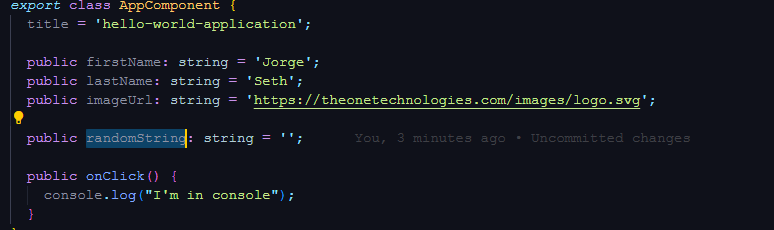 export class AppComponent {
title = 'hello-world-application';
public firstName: string = 'Jorge';
public lastName: string = 'Seth';
public imageUrl: string = 'https://theonetechnologies.com/images/logo.svg';
public randomString: string = ''; You, 3 minutes ago • Uncommitted changes
public onClick() {
console.log("I'm in console");
}